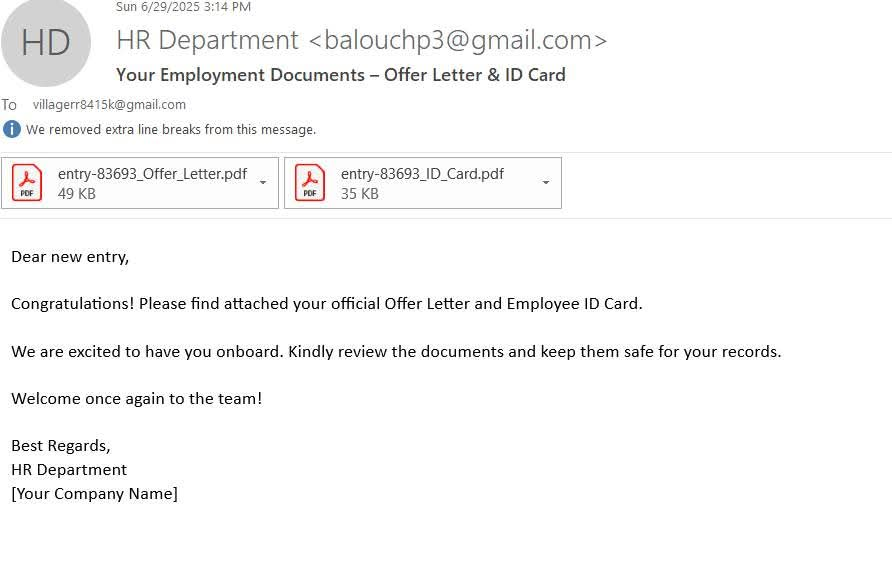 Sun 6/29/2025 3:14 PM
HD
HR Department <balouchp3@gmail.com>
Your Employment Documents – Offer Letter & ID Card
To villagerr8415k@gmail.com
i We removed extra line breaks from this message.
PDF entry-83693_Offer_Letter.pdf
49 KB
PDF entry-83693_ID_Card.pdf
35 KB
Dear new entry,
Congratulations! Please find attached your official Offer Letter and Employee ID Card.
We are excited to have you onboard. Kindly review the documents and keep them safe for your records.
Welcome once again to the team!
Best Regards,
HR Department
[Your Company Name]